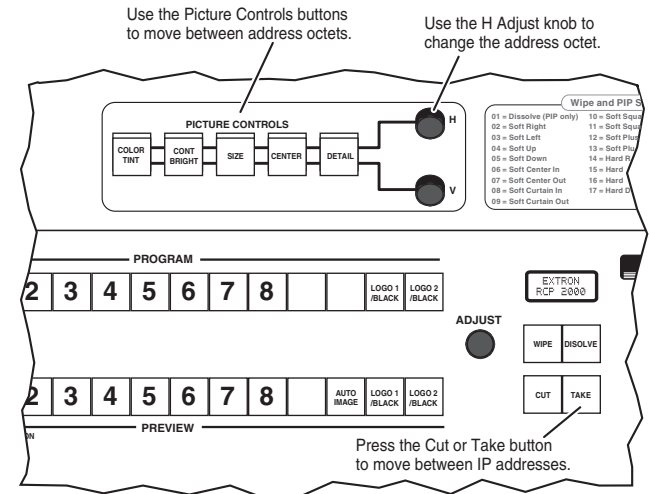 Use the Picture Controls buttons
to move between address octets.
Use the H Adjust knob to
change the address octet.
PICTURE CONTROLS
COLOR
TINT
CONT
BRIGHT
SIZE
CENTER
DETAIL
H
V
Wipe and PIP S
01 = Dissolve (PIP only)
02 = Soft Right
03 = Soft Left
04 = Soft Up
05 = Soft Down
06 = Soft Center In
07 = Soft Center Out
08 = Soft Curtain In
09 = Soft Curtain Out
10 = Soft Squa
11 = Soft Squa
12 = Soft Plus
13 = Soft Plu
14 = Hard R
15 = Hard
16 = Hard
17 = Hard D
PROGRAM
2 3 4 5 6 7 8
LOGO 1
/BLACK
LOGO 2
/BLACK
EXTRON
RCP 2000
ADJUST
WIPE
DISOLVE
2 3 4 5 6 7 8
AUTO
IMAGE
LOGO 1
/BLACK
LOGO 2
/BLACK
CUT
TAKE
ON
PREVIEW
Press the Cut or Take button
to move between IP addresses.